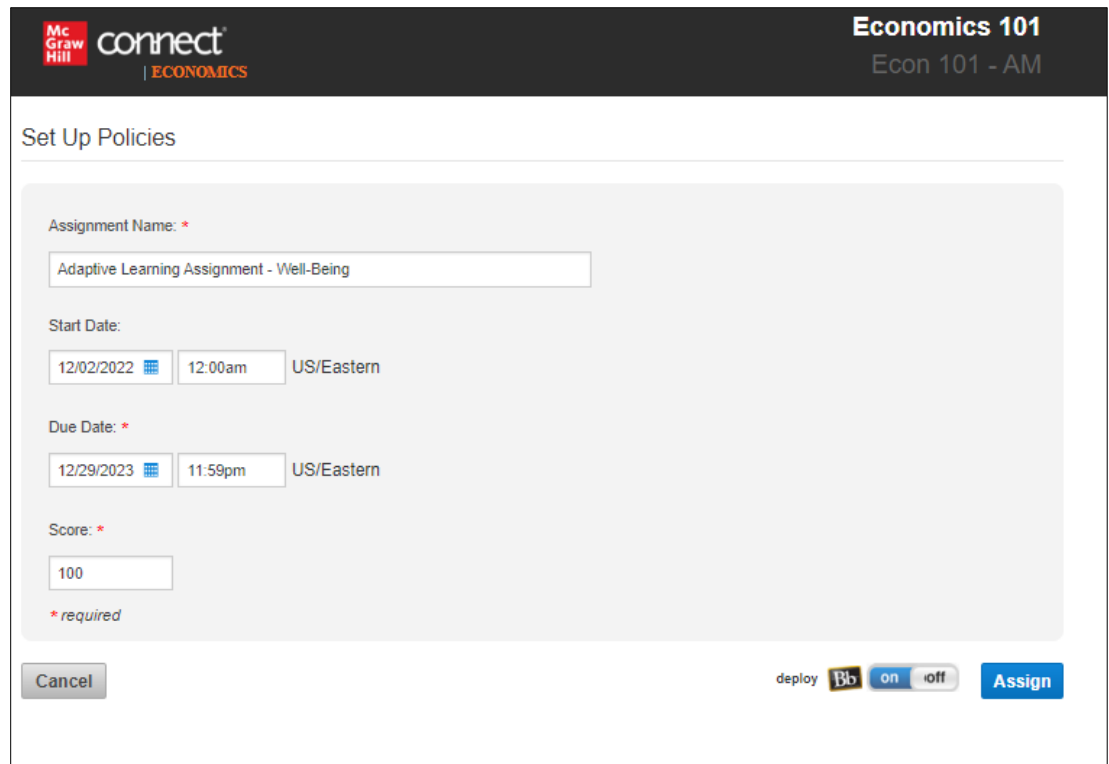 Mc
Graw
Hill
connect
| ECONOMICS
Economics 101
Econ 101 - AM
Set Up Policies
Assignment Name: *
Adaptive Learning Assignment - Well-Being
Start Date:
12/02/2022 12:00am US/Eastern
Due Date: *
12/29/2023 11:59pm US/Eastern
Score: *
100
* required
Cancel deploy Bb on off Assign